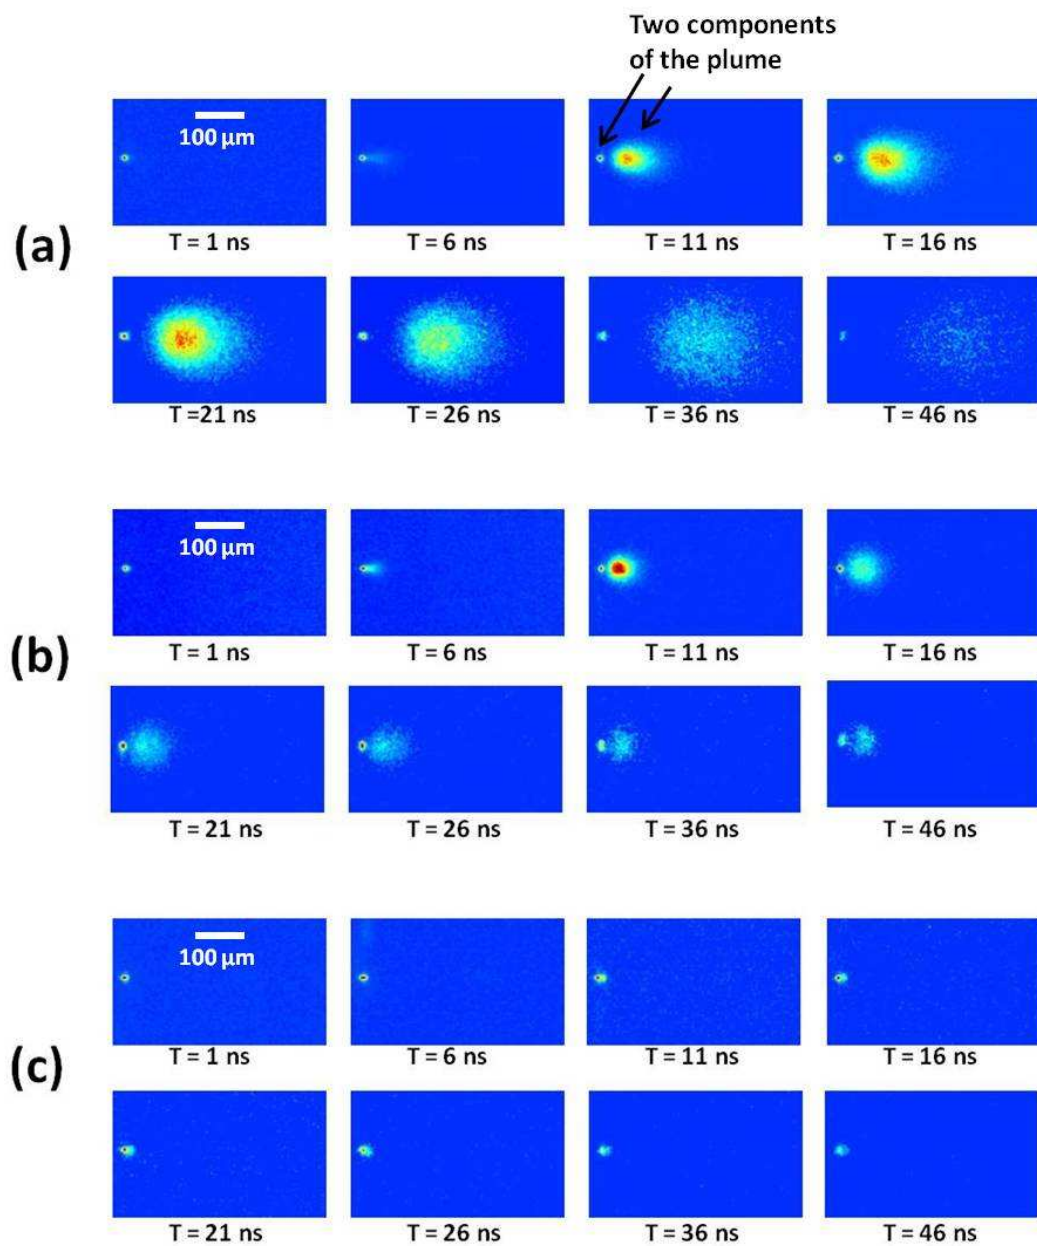 Two components
of the plume
100 µm
T = 1 ns
T = 6 ns
T = 11 ns
T = 16 ns
(a)
T =21 ns
T = 26 ns
T = 36 ns
T = 46 ns
100 µm
T = 1 ns
T = 6 ns
T = 11 ns
T = 16 ns
(b)
T = 21 ns
T = 26 ns
T = 36 ns
T = 46 ns
100 µm
T = 1 ns
T = 6 ns
T = 11 ns
T = 16 ns
(c)
T = 21 ns
T = 26 ns
T = 36 ns
T = 46 ns